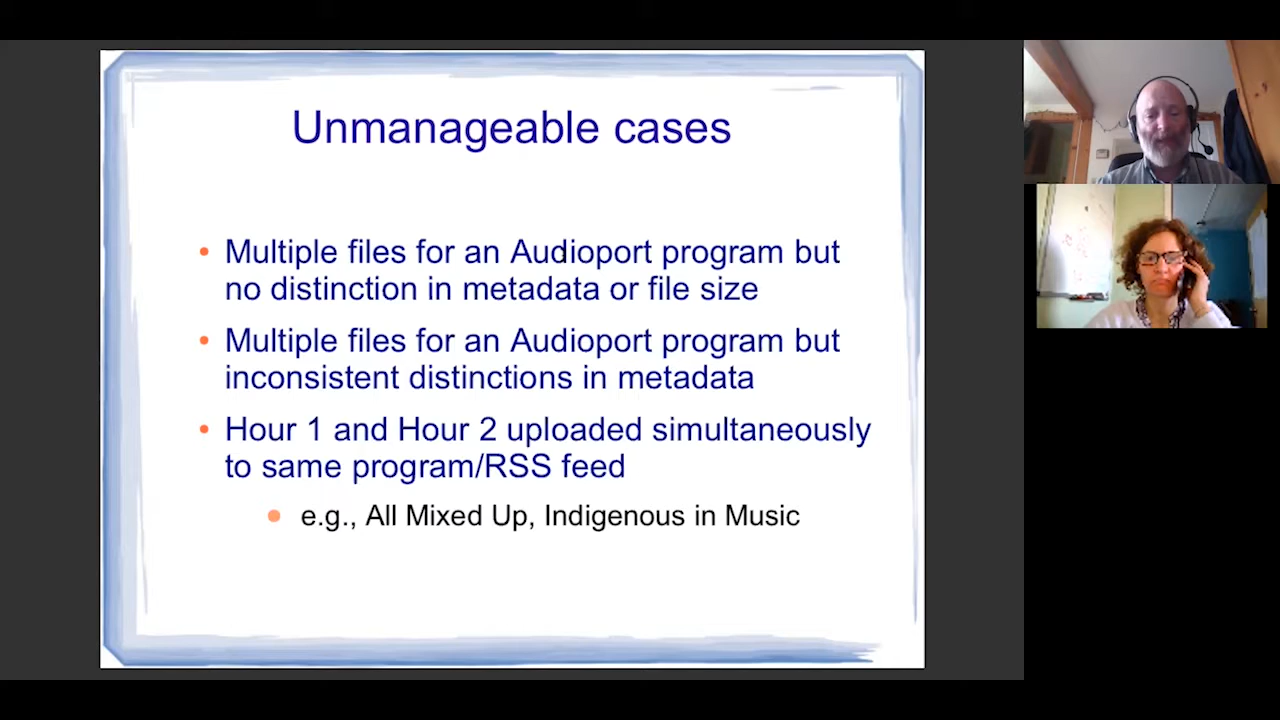 Unmanageable cases
• Multiple files for an Audioport program but
no distinction in metadata or file size
• Multiple files for an Audioport program but
inconsistent distinctions in metadata
• Hour 1 and Hour 2 uploaded simultaneously
to same program/RSS feed
• e.g., All Mixed Up, Indigenous in Music